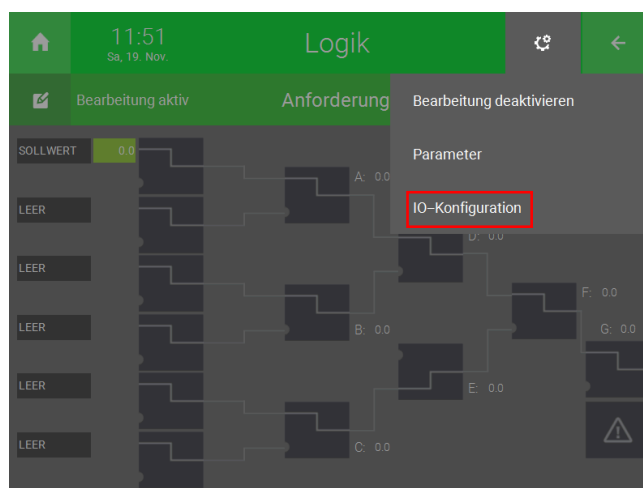 11:51
Sa, 19. Nov.
Logik
Bearbeitung aktiv
Anforderung
Bearbeitung deaktivieren
Parameter
IO-Konfiguration
SOLLWERT 0.0
A: 0.0
LEER
D: 0.0
LEER
F: 0.0
LEER
B: 0.0
G: 0.0
LEER
E: 0.0
LEER
C: 0.0